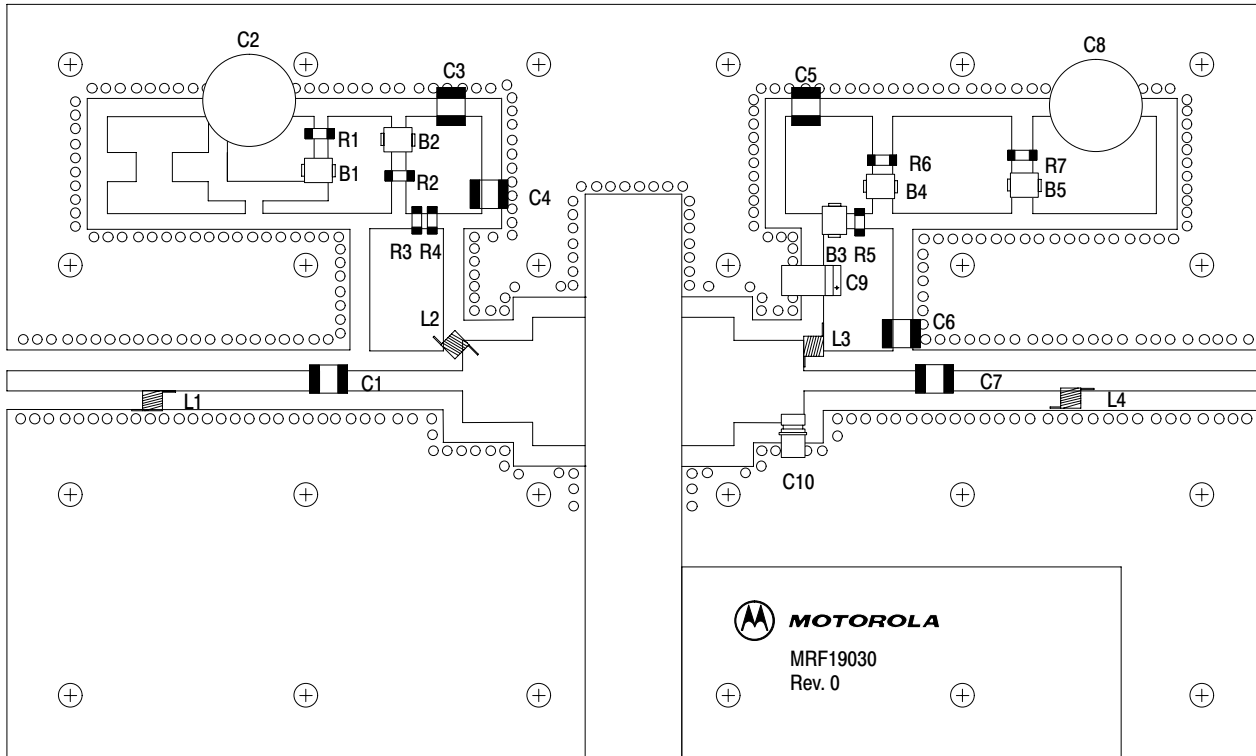 C2
C8
C3
C5
R1
B2
R6
R7
B1
R2
C4
B4
B5
R3 R4
B3 R5
C9
L2
C6
L3
C1
C7
L1
L4
C10
MOTOROLA
MRF19030
Rev. 0